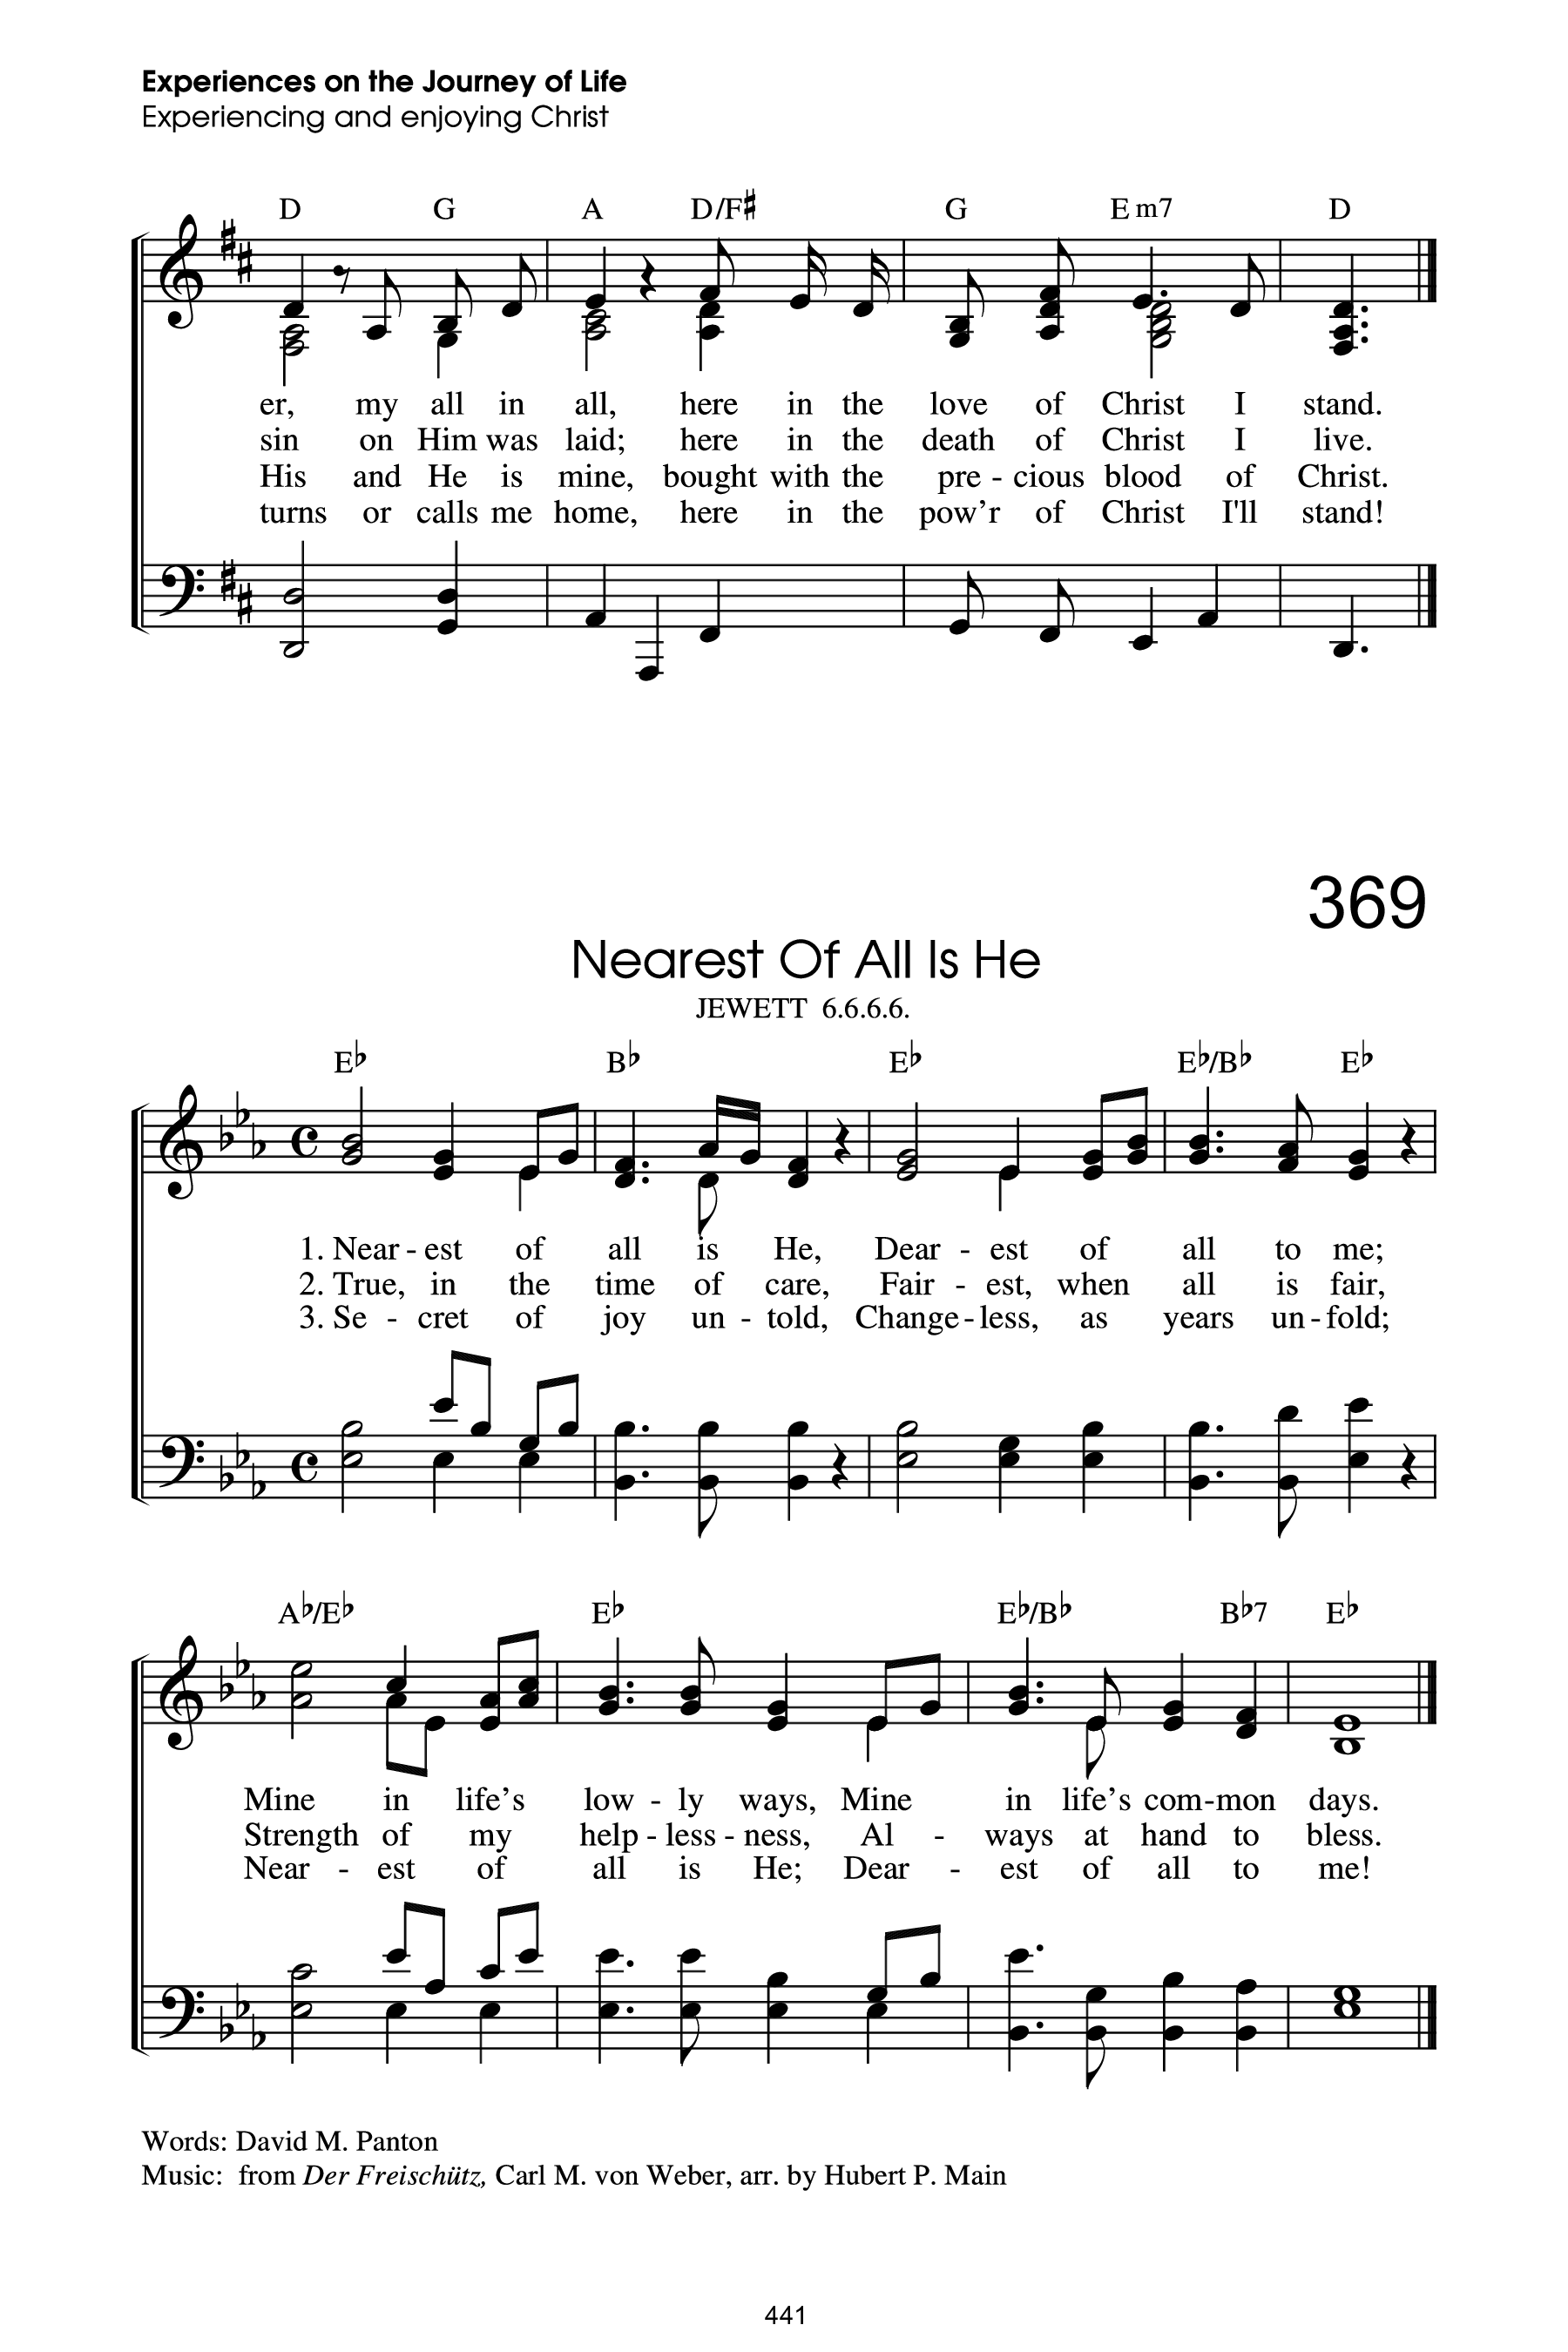 Experiences on the Journey of Life
Experiencing and enjoying Christ
D G A D/F♯ G Em7 D
er, my all in all, here in the love of Christ I stand.
sin on Him was laid; here in the death of Christ I live.
His and He is mine, bought with the pre - cious blood of Christ.
turns or calls me home, here in the pow’r of Christ I'll stand!
369
Nearest Of All Is He
JEWETT 6.6.6.6.
E♭ B♭ E♭ E♭/B♭ E♭
1. Near - est of all is He, Dear - est of all to me;
2. True, in the time of care, Fair - est, when all is fair,
3. Se - cret of joy un - told, Change - less, as years un - fold;
A♭/E♭ E♭ E♭/B♭ B♭7 E♭
Mine in life’s low - ly ways, Mine in life’s com - mon days.
Strength of my help - less - ness, Al - ways at hand to bless.
Near - est of all is He; Dear - est of all to me!
Words: David M. Panton
Music: from Der Freischütz, Carl M. von Weber, arr. by Hubert P. Main
441